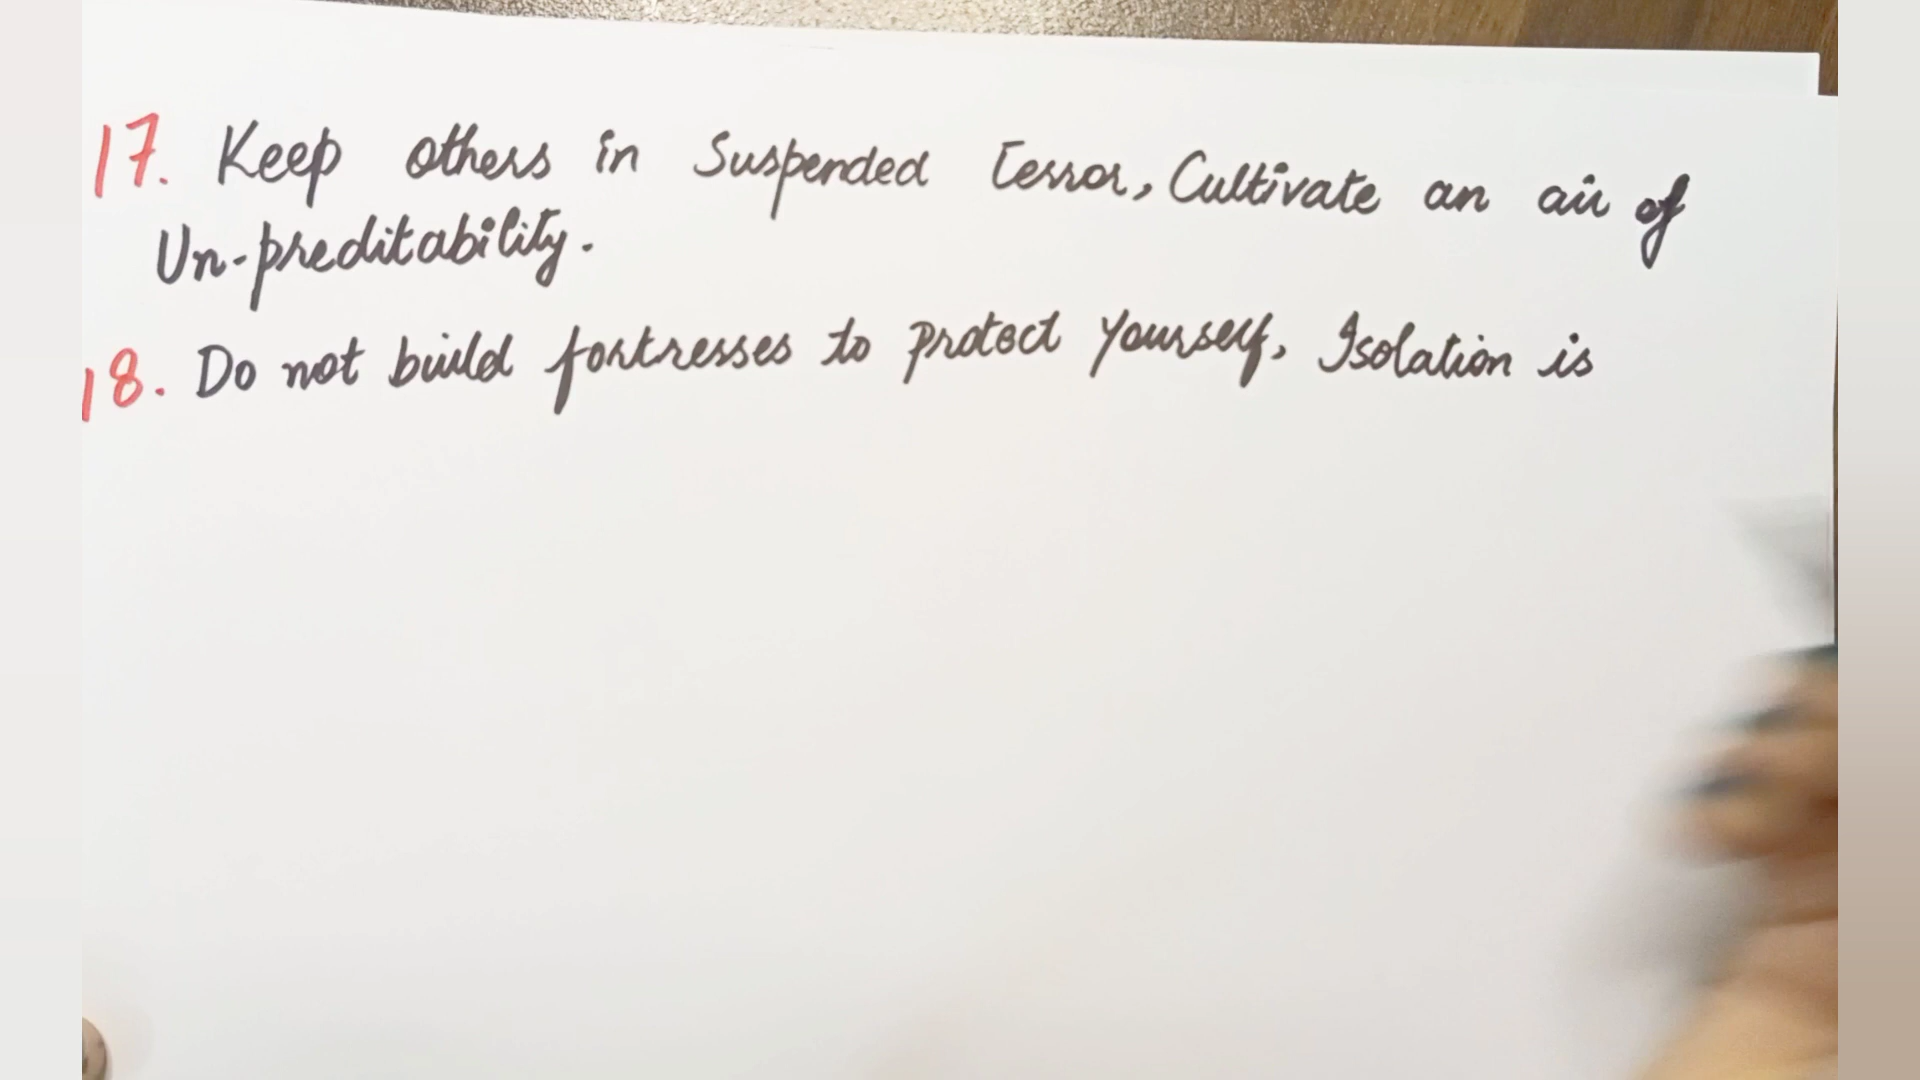 17. Keep others in Suspended Terror, Cultivate an air of
Un-preditability.
18. Do not build fortresses to protect yourself, Isolation is